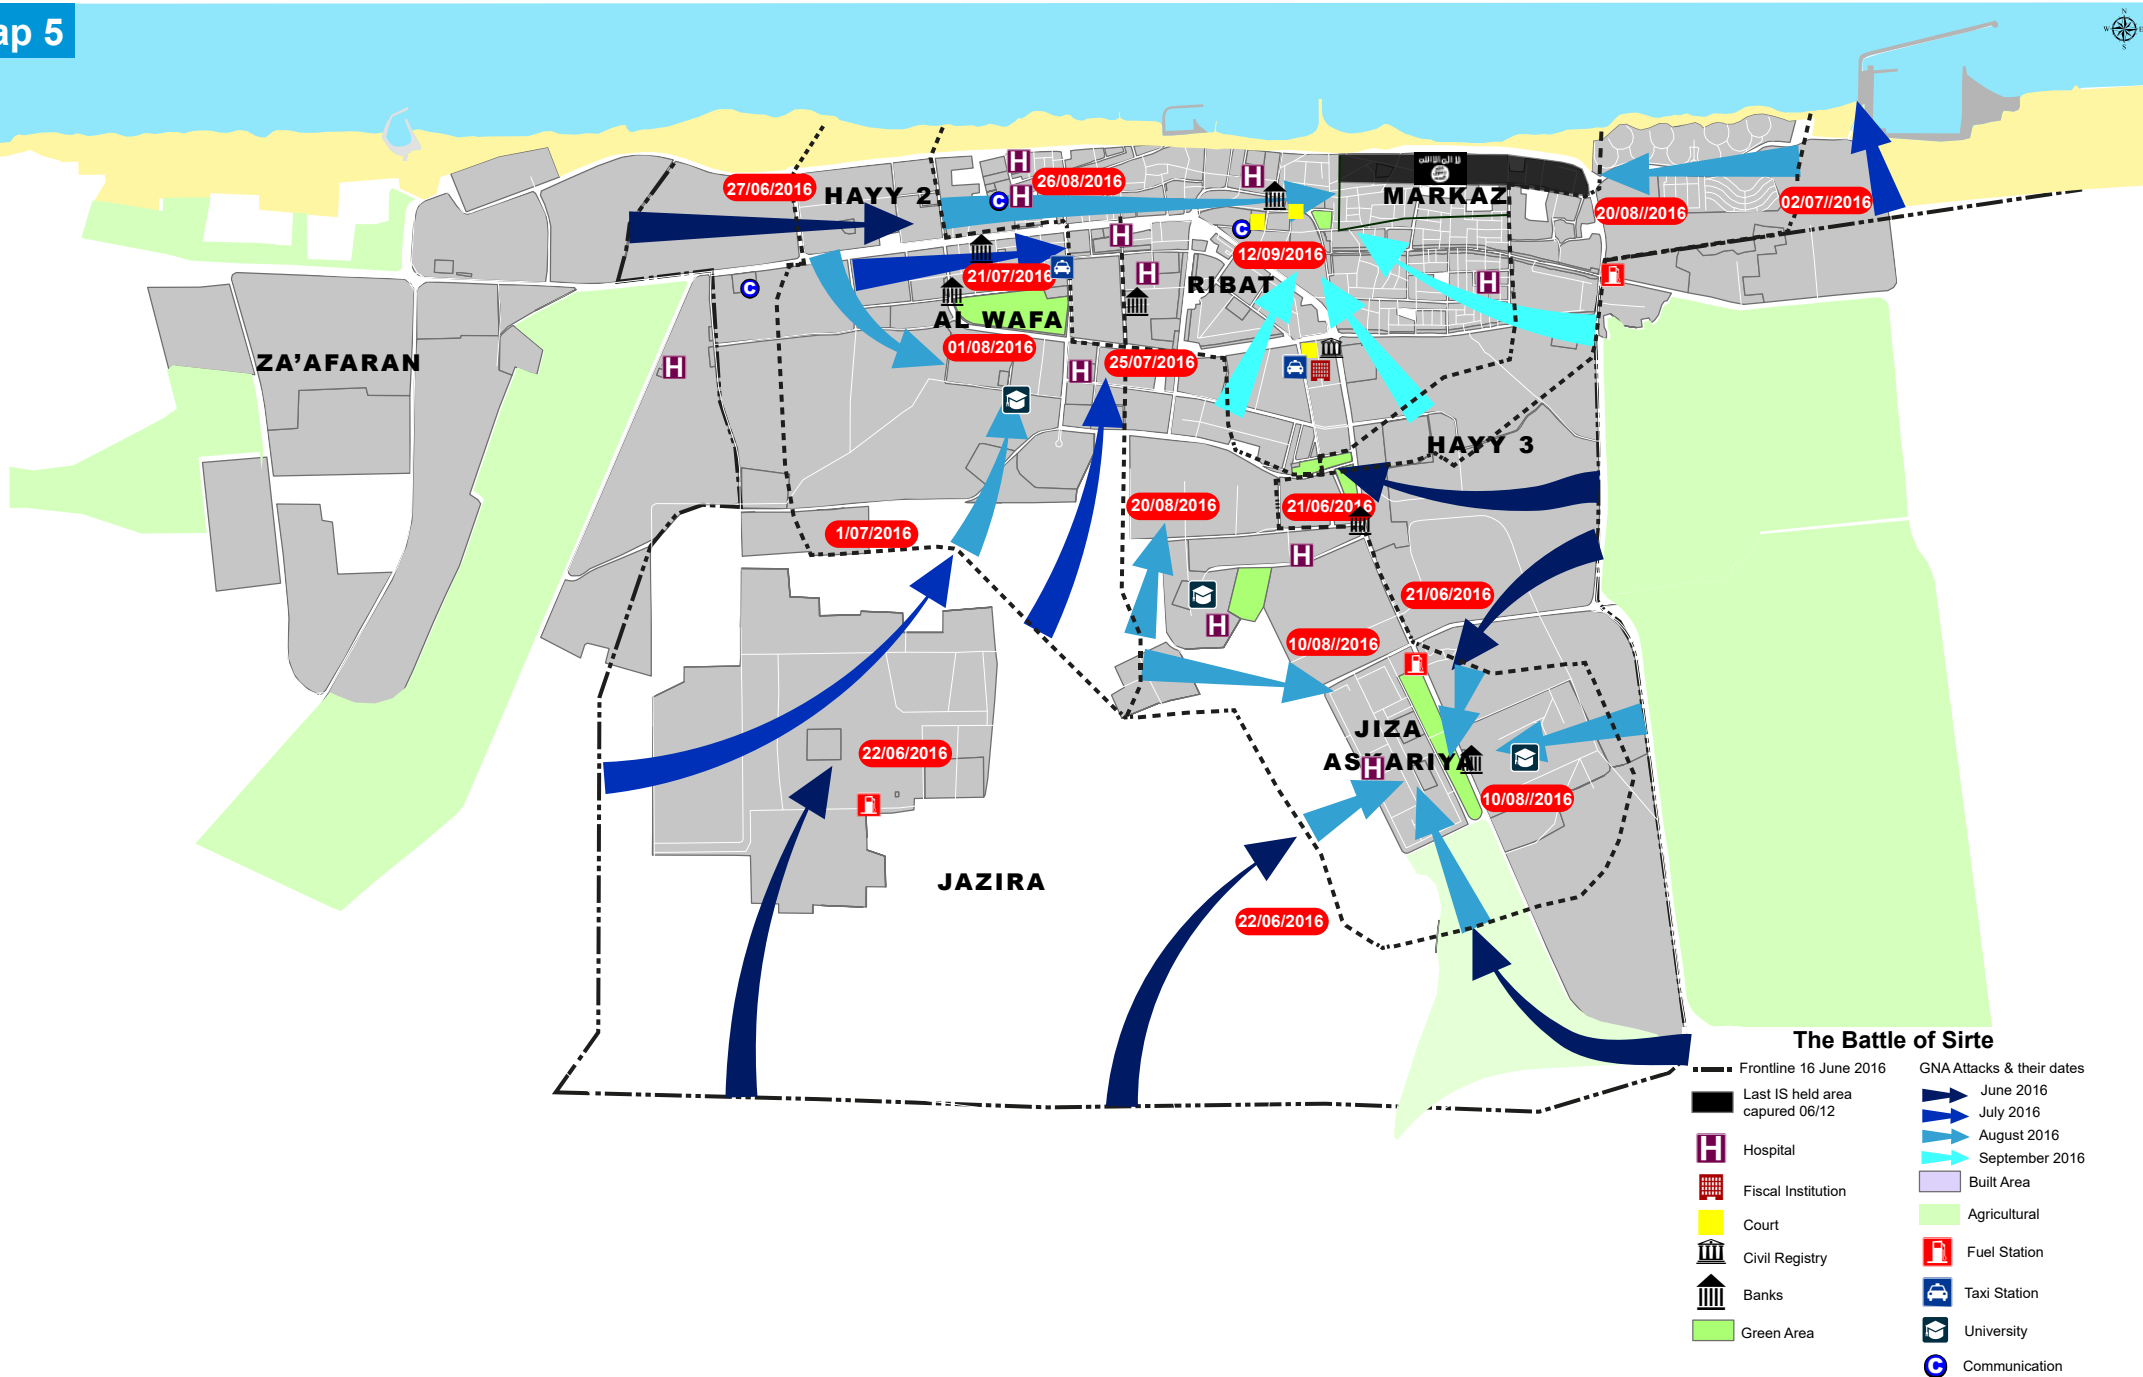 ap 5
N
W E
S
27/06/2016
HAYY 2
26/08/2016
MARKAZ
20/08//2016
02/07//2016
12/09/2016
21/07/2016
RIBAT
AL WAFA
01/08/2016
25/07/2016
ZA'AFARAN
HAYY 3
20/08/2016
21/06/2016
1/07/2016
21/06/2016
10/08//2016
JIZA
ASKARIYA
22/06/2016
10/08//2016
JAZIRA
22/06/2016
H
H
H
H
H
H
H
H
H
H
H
H
C
C
C
The Battle of Sirte
Frontline 16 June 2016
Last IS held area
capured 06/12
H Hospital
Fiscal Institution
Court
Civil Registry
Banks
Green Area
GNA Attacks & their dates
June 2016
July 2016
August 2016
September 2016
Built Area
Agricultural
Fuel Station
Taxi Station
University
C Communication